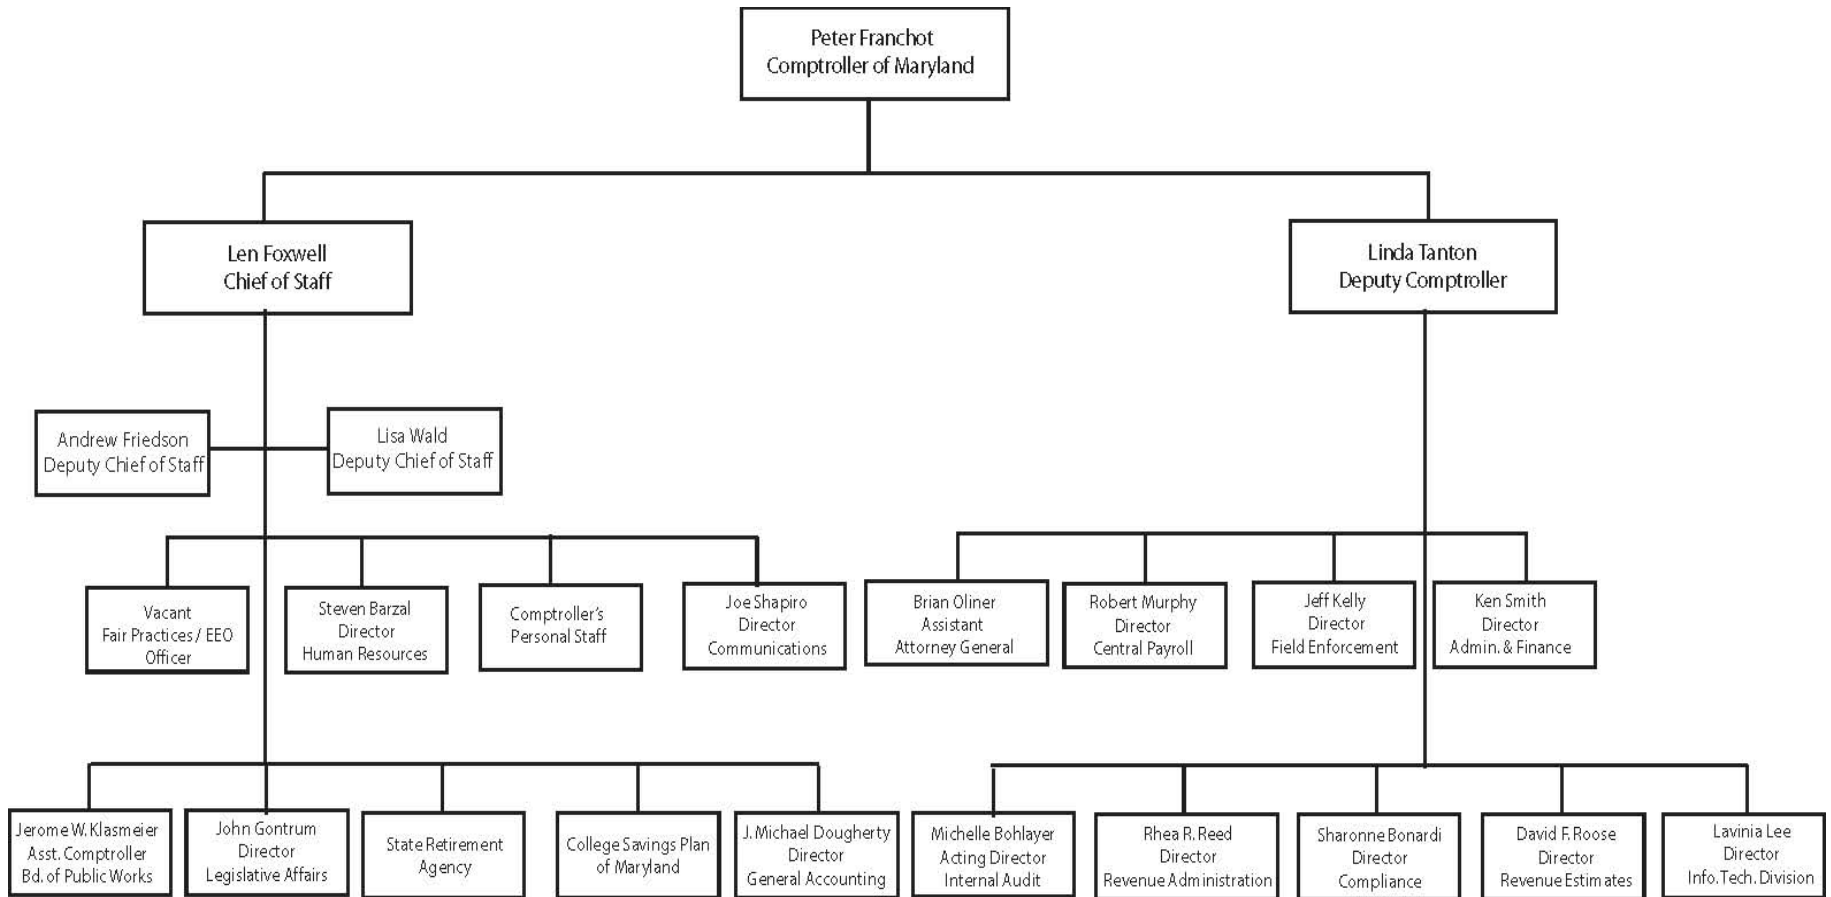 Peter Franchot
Comptroller of Maryland
Len Foxwell
Chief of Staff
Linda Tanton
Deputy Comptroller
Andrew Friedson
Deputy Chief of Staff
Lisa Wald
Deputy Chief of Staff
Vacant
Fair Practices / EEO
Officer
Steven Barzal
Director
Human Resources
Comptroller's
Personal Staff
Joe Shapiro
Director
Communications
Brian Oliner
Assistant
Attorney General
Robert Murphy
Director
Central Payroll
Jeff Kelly
Director
Field Enforcement
Ken Smith
Director
Admin. & Finance
Jerome W. Klasmeier
Asst. Comptroller
Bd. of Public Works
John Gontrum
Director
Legislative Affairs
State Retirement
Agency
College Savings Plan
of Maryland
J. Michael Dougherty
Director
General Accounting
Michelle Bohlayer
Acting Director
Internal Audit
Rhea R. Reed
Director
Revenue Administration
Sharonne Bonardi
Director
Compliance
David F. Roose
Director
Revenue Estimates
Lavinia Lee
Director
Info. Tech. Division